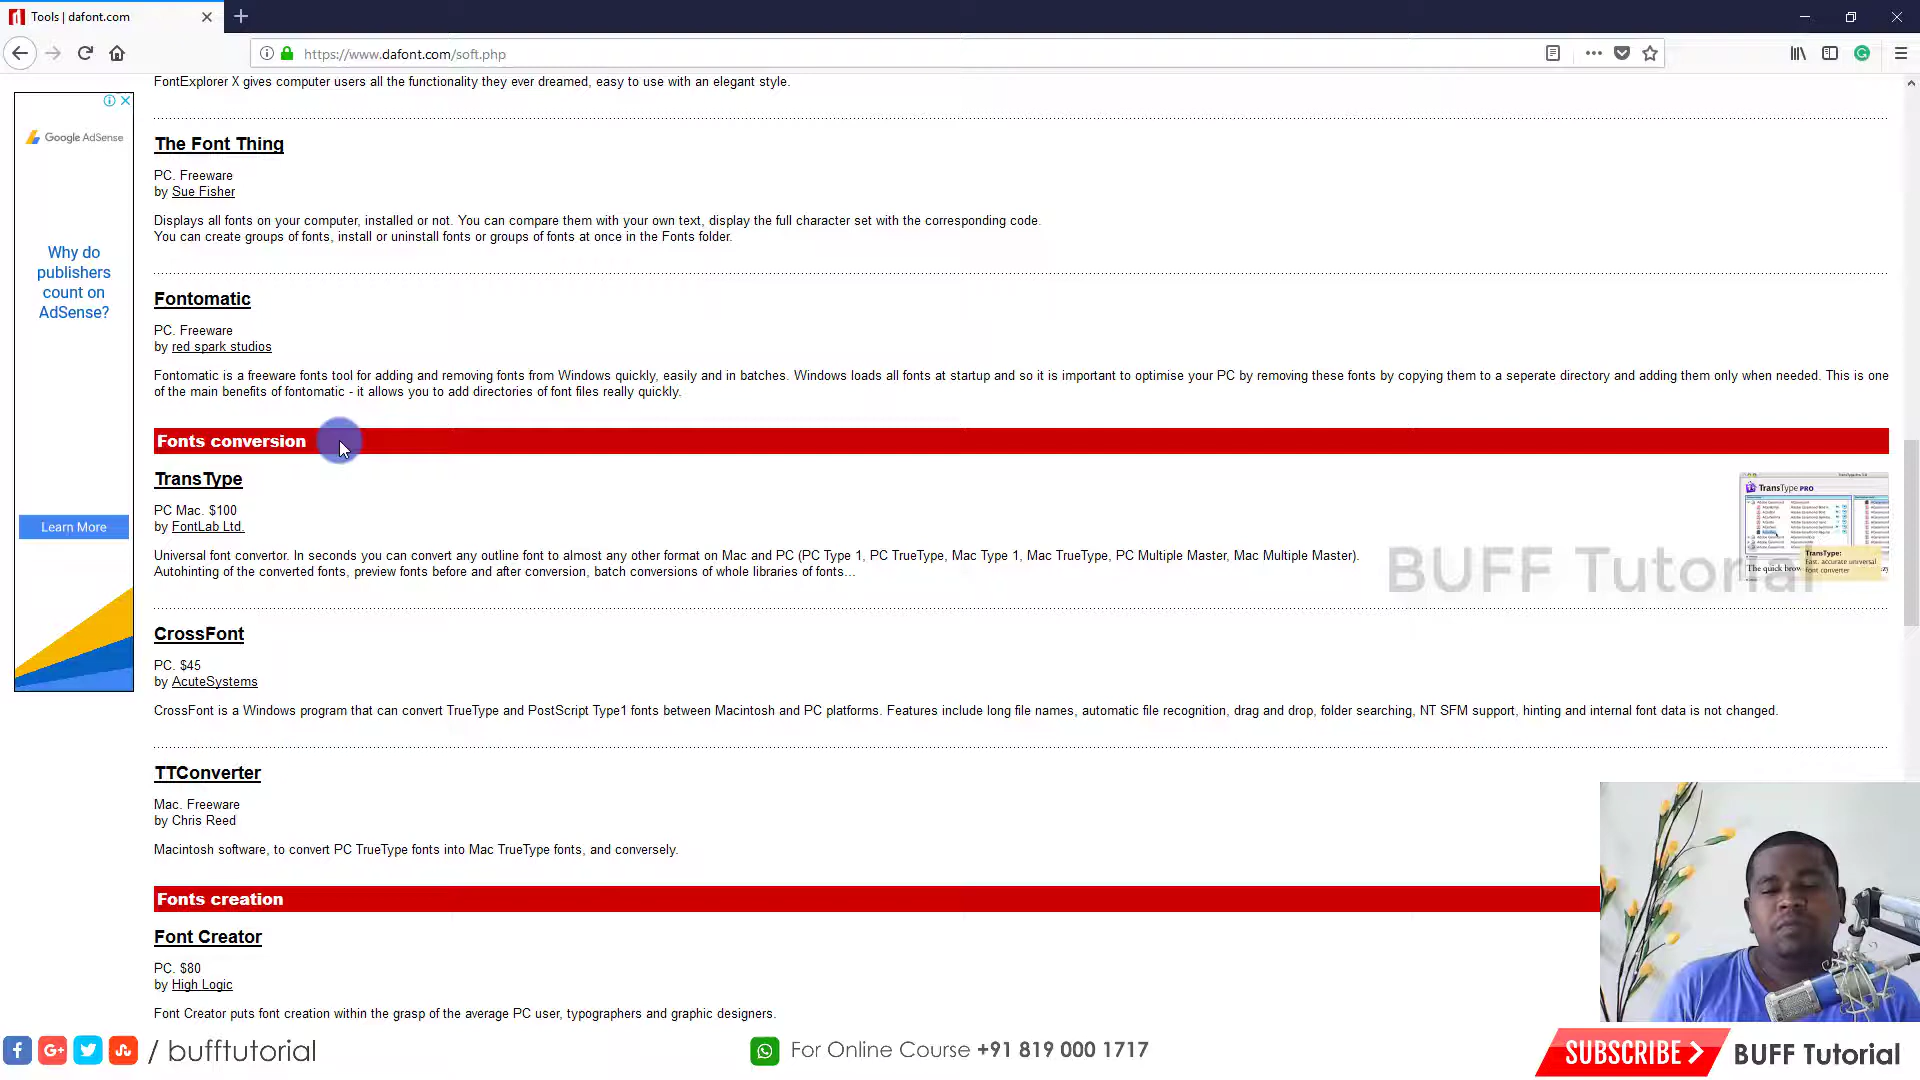 Tools | dafont.com
https://www.dafont.com/soft.php
FontExplorer X gives computer users all the functionality they ever dreamed, easy to use with an elegant style.
Google AdSense
Why do
publishers
count on
AdSense?
Learn More
The Font Thing
PC. Freeware
by Sue Fisher
Displays all fonts on your computer, installed or not. You can compare them with your own text, display the full character set with the corresponding code.
You can create groups of fonts, install or uninstall fonts or groups of fonts at once in the Fonts folder.
Fontomatic
PC. Freeware
by red spark studios
Fontomatic is a freeware fonts tool for adding and removing fonts from Windows quickly, easily and in batches. Windows loads all fonts at startup and so it is important to optimise your PC by removing these fonts by copying them to a seperate directory and adding them only when needed. This is one
of the main benefits of fontomatic - it allows you to add directories of font files really quickly.
Fonts conversion
TransType
PC Mac. $100
by FontLab Ltd.
Universal font convertor. In seconds you can convert any outline font to almost any other format on Mac and PC (PC Type 1, PC TrueType, Mac Type 1, Mac TrueType, PC Multiple Master, Mac Multiple Master).
Autohinting of the converted fonts, preview fonts before and after conversion, batch conversions of whole libraries of fonts...
TransType PRO
TransType:
Fast, accurate universal
font converter
The quick brow
BUFF Tutorial
CrossFont
PC. $45
by AcuteSystems
CrossFont is a Windows program that can convert TrueType and PostScript Type1 fonts between Macintosh and PC platforms. Features include long file names, automatic file recognition, drag and drop, folder searching, NT SFM support, hinting and internal font data is not changed.
TTConverter
Mac. Freeware
by Chris Reed
Macintosh software, to convert PC TrueType fonts into Mac TrueType fonts, and conversely.
Fonts creation
Font Creator
PC. $80
by High Logic
Font Creator puts font creation within the grasp of the average PC user, typographers and graphic designers.
/ bufftutorial
For Online Course +91 819 000 1717
SUBSCRIBE
BUFF Tutorial